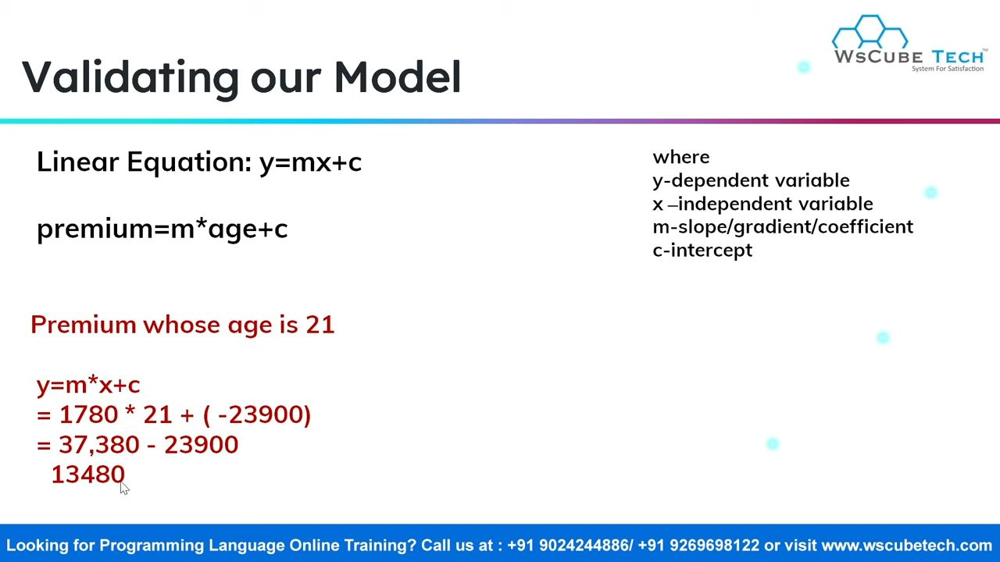 WsCube Tech™
System For Satisfaction
Validating our Model
Linear Equation: y=mx+c
premium=m*age+c
where
y-dependent variable
x –independent variable
m-slope/gradient/coefficient
c-intercept
Premium whose age is 21
y=m*x+c
= 1780 * 21 + ( -23900)
= 37,380 - 23900
13480
Looking for Programming Language Online Training? Call us at : +91 9024244886/ +91 9269698122 or visit www.wscubetech.com